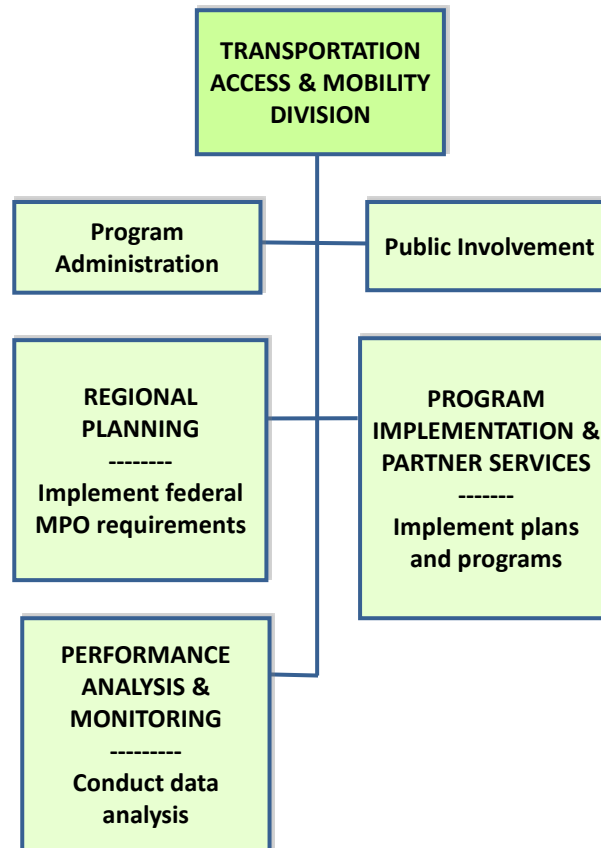 TRANSPORTATION
ACCESS & MOBILITY
DIVISION
Program
Administration
Public Involvement
REGIONAL
PLANNING
--------
Implement federal
MPO requirements
PROGRAM
IMPLEMENTATION &
PARTNER SERVICES
-------
Implement plans
and programs
PERFORMANCE
ANALYSIS &
MONITORING
---------
Conduct data
analysis